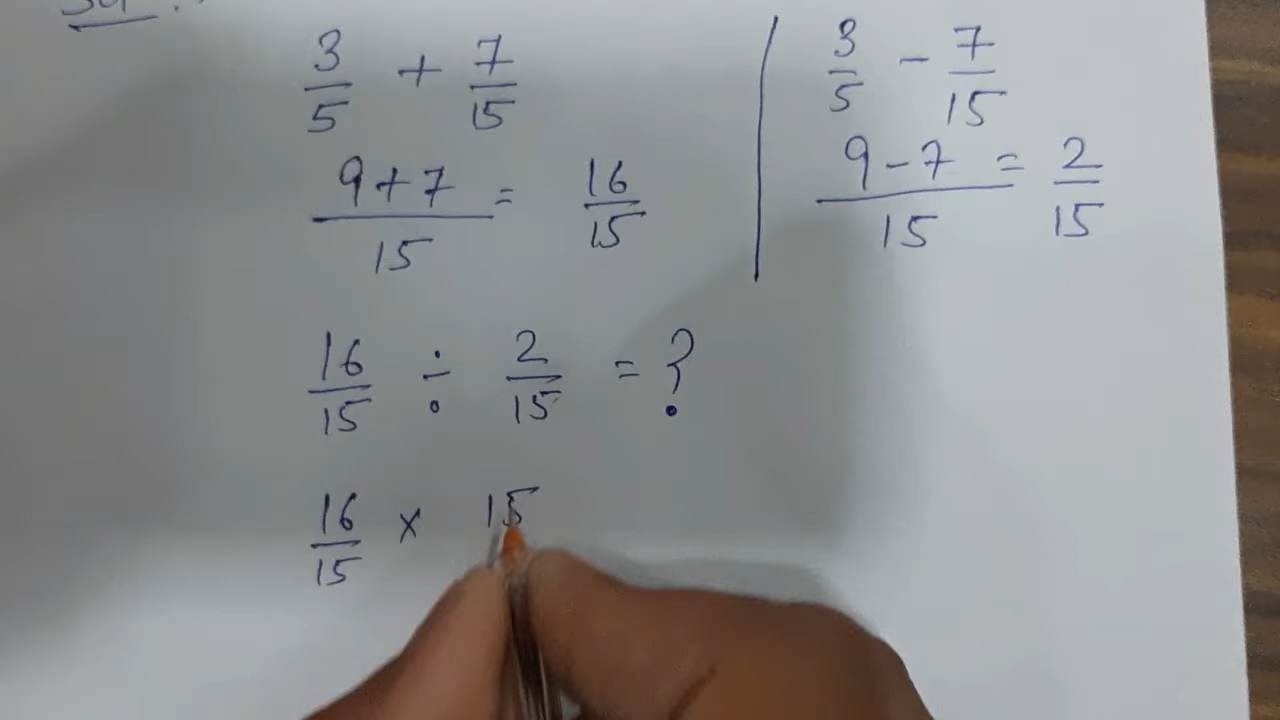 3/5 + 7/15
(9+7)/15 = 16/15
3/5 - 7/15
(9-7)/15 = 2/15
16/15 ÷ 2/15 = ?
16/15 × 15